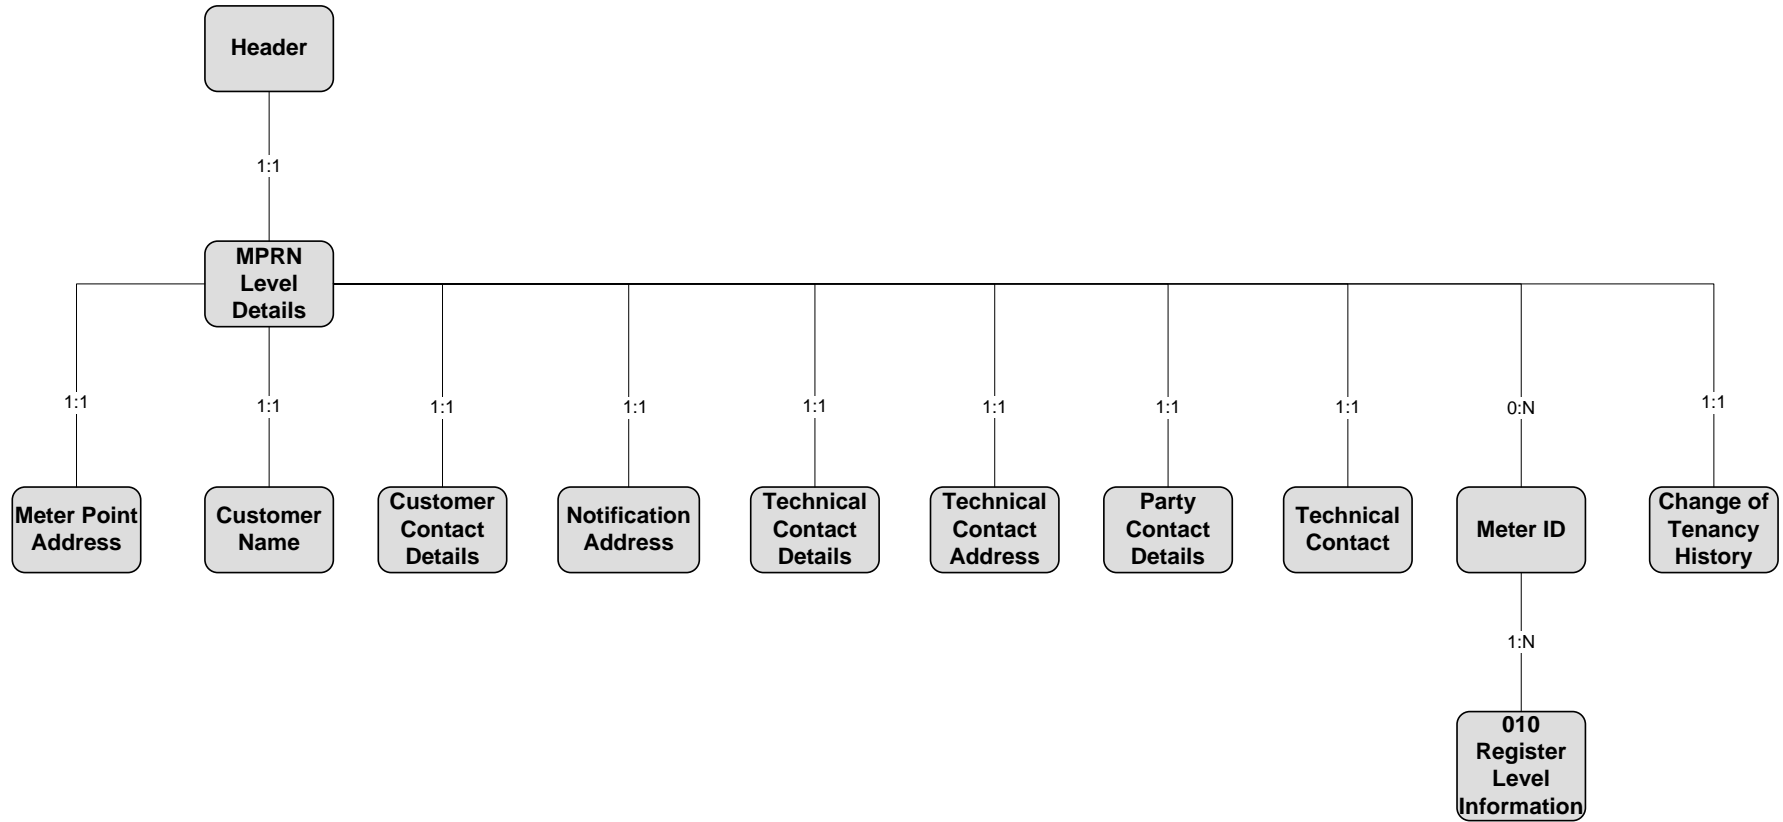 Header
1:1
MPRN
Level
Details
1:1
1:1
1:1
1:1
1:1
1:1
1:1
1:1
0:N
1:1
Meter Point
Address
Customer
Name
Customer
Contact
Details
Notification
Address
Technical
Contact
Details
Technical
Contact
Address
Party
Contact
Details
Technical
Contact
Meter ID
Change of
Tenancy
History
1:N
010
Register
Level
Information